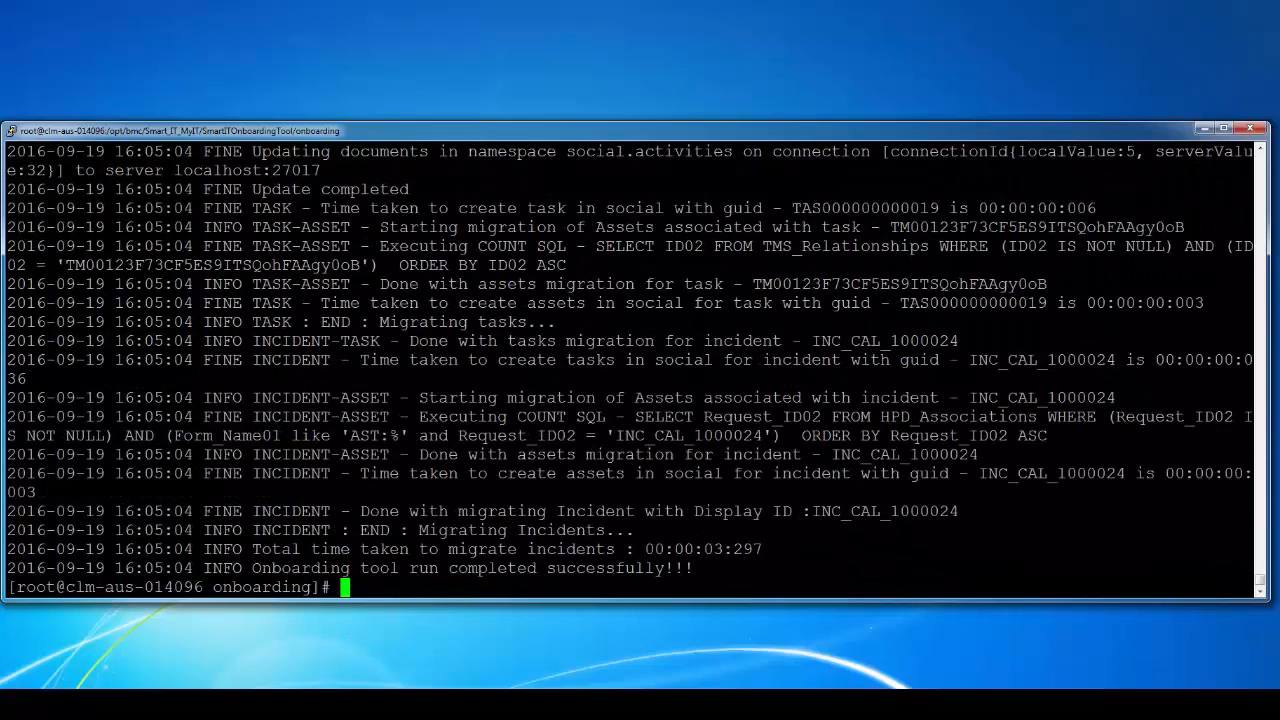 root@clm-aus-014096:/opt/bmc/Smart_IT_MyIT/SmartITOnboardingTool/onboarding
2016-09-19 16:05:04 FINE Updating documents in namespace social.activities on connection [connectionId{localValue:5, serverValu
e:32}] to server localhost:27017
2016-09-19 16:05:04 FINE Update completed
2016-09-19 16:05:04 FINE TASK - Time taken to create task in social with guid - TAS000000000019 is 00:00:00:006
2016-09-19 16:05:04 INFO TASK-ASSET - Starting migration of Assets associated with task - TM00123F73CF5ES9ITSQohFAAgy0oB
2016-09-19 16:05:04 FINE TASK-ASSET - Executing COUNT SQL - SELECT ID02 FROM TMS_Relationships WHERE (ID02 IS NOT NULL) AND (ID
02 = 'TM00123F73CF5ES9ITSQohFAAgy0oB')  ORDER BY ID02 ASC
2016-09-19 16:05:04 INFO TASK-ASSET - Done with assets migration for task - TM00123F73CF5ES9ITSQohFAAgy0oB
2016-09-19 16:05:04 FINE TASK - Time taken to create assets in social for task with guid - TAS000000000019 is 00:00:00:003
2016-09-19 16:05:04 INFO TASK : END : Migrating tasks...
2016-09-19 16:05:04 INFO INCIDENT-TASK - Done with tasks migration for incident - INC_CAL_1000024
2016-09-19 16:05:04 FINE INCIDENT - Time taken to create tasks in social for incident with guid - INC_CAL_1000024 is 00:00:00:0
36
2016-09-19 16:05:04 INFO INCIDENT-ASSET - Starting migration of Assets associated with incident - INC_CAL_1000024
2016-09-19 16:05:04 FINE INCIDENT-ASSET - Executing COUNT SQL - SELECT Request_ID02 FROM HPD_Associations WHERE (Request_ID02 I
S NOT NULL) AND (Form_Name01 like 'AST:%' and Request_ID02 = 'INC_CAL_1000024')  ORDER BY Request_ID02 ASC
2016-09-19 16:05:04 INFO INCIDENT-ASSET - Done with assets migration for incident - INC_CAL_1000024
2016-09-19 16:05:04 FINE INCIDENT - Time taken to create assets in social for incident with guid - INC_CAL_1000024 is 00:00:00:
003
2016-09-19 16:05:04 FINE INCIDENT - Done with migrating Incident with Display ID :INC_CAL_1000024
2016-09-19 16:05:04 INFO INCIDENT : END : Migrating Incidents...
2016-09-19 16:05:04 INFO Total time taken to migrate incidents : 00:00:03:297
2016-09-19 16:05:04 INFO Onboarding tool run completed successfully!!!
[root@clm-aus-014096 onboarding]#